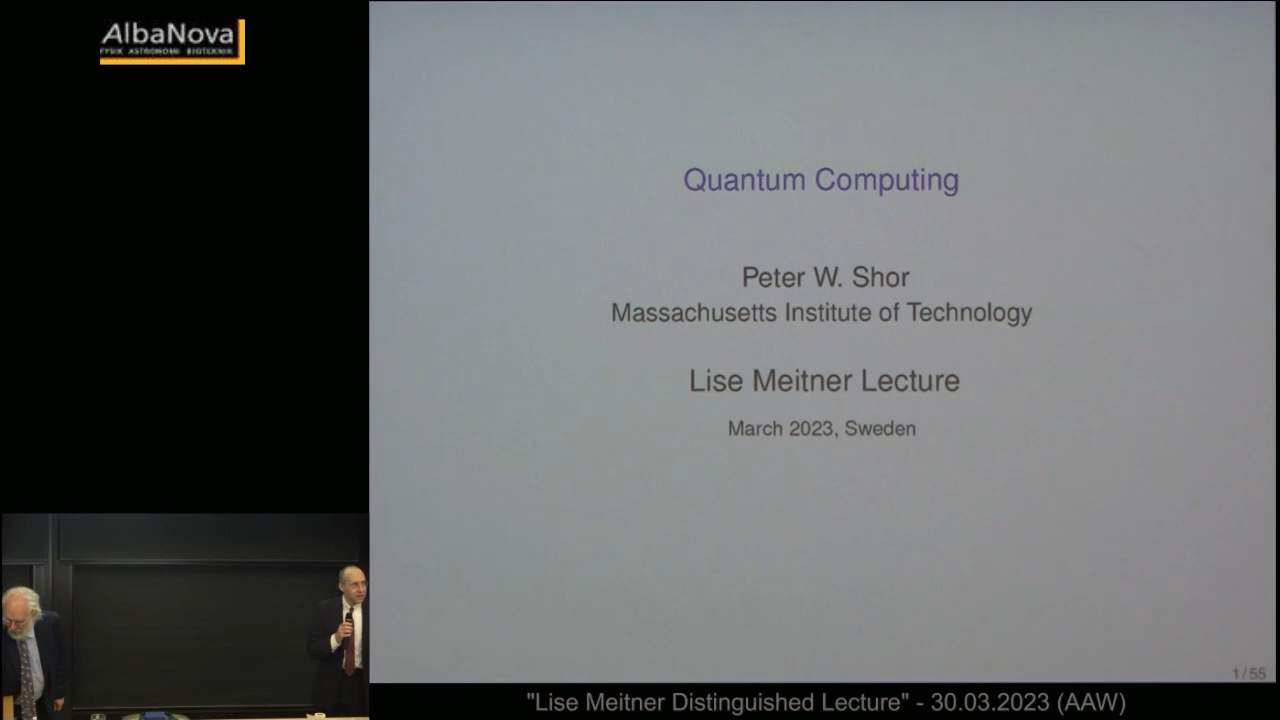 AlbaNova
FYSIK ASTRONOMI BIOTEKNIK
Quantum Computing
Peter W. Shor
Massachusetts Institute of Technology
Lise Meitner Lecture
March 2023, Sweden
1 / 55
"Lise Meitner Distinguished Lecture" - 30.03.2023 (AAW)